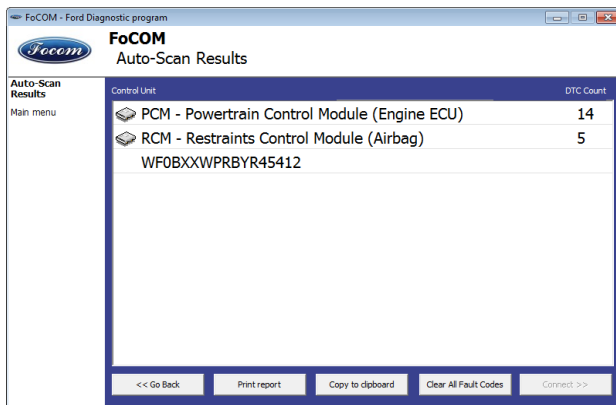 FoCOM - Ford Diagnostic program
Focom
FoCOM
Auto-Scan Results
Auto-Scan
Results
Main menu
Control Unit DTC Count
PCM - Powertrain Control Module (Engine ECU) 14
RCM - Restraints Control Module (Airbag) 5
WF0BXXWPRBYR45412
<< Go Back Print report Copy to clipboard Clear All Fault Codes Connect >>